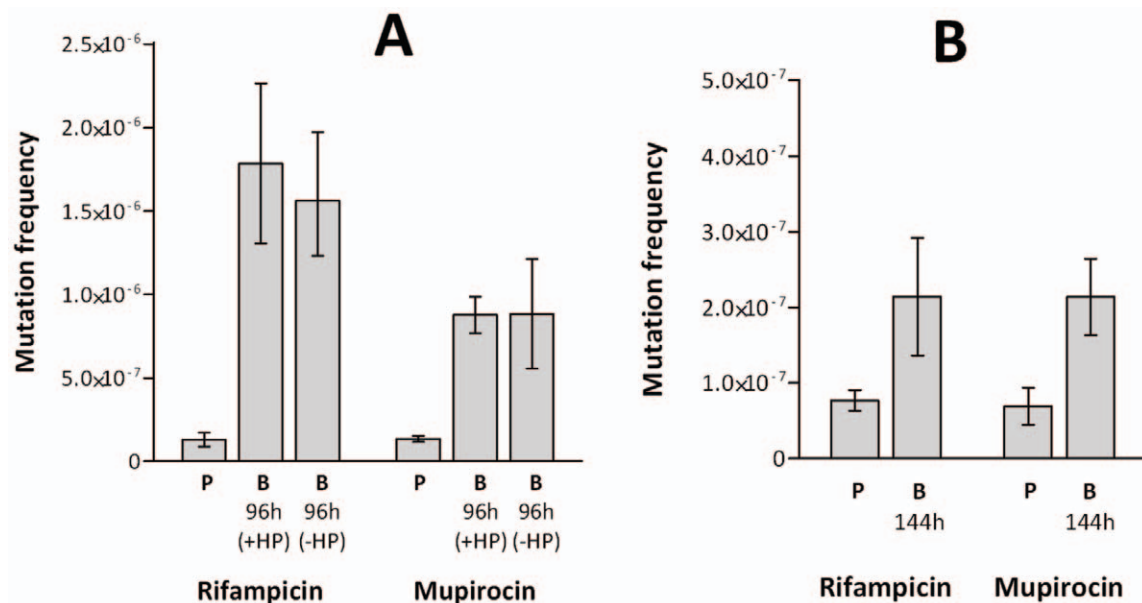 A
Mutation frequency
2.5x10⁻⁶
2.0x10⁻⁶
1.5x10⁻⁶
1.0x10⁻⁶
5.0x10⁻⁷
0
P B B P B B
96h 96h 96h 96h
(+HP) (-HP) (+HP) (-HP)
Rifampicin Mupirocin
B
Mutation frequency
5.0x10⁻⁷
4.0x10⁻⁷
3.0x10⁻⁷
2.0x10⁻⁷
1.0x10⁻⁷
0
P B P B
144h 144h
Rifampicin Mupirocin